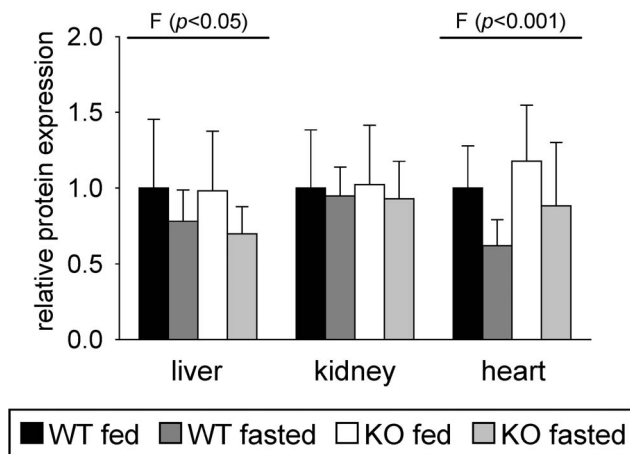 F (p<0.05) F (p<0.001)
2.0
1.5
1.0
0.5
0.0
relative protein expression
liver kidney heart
WT fed WT fasted KO fed KO fasted